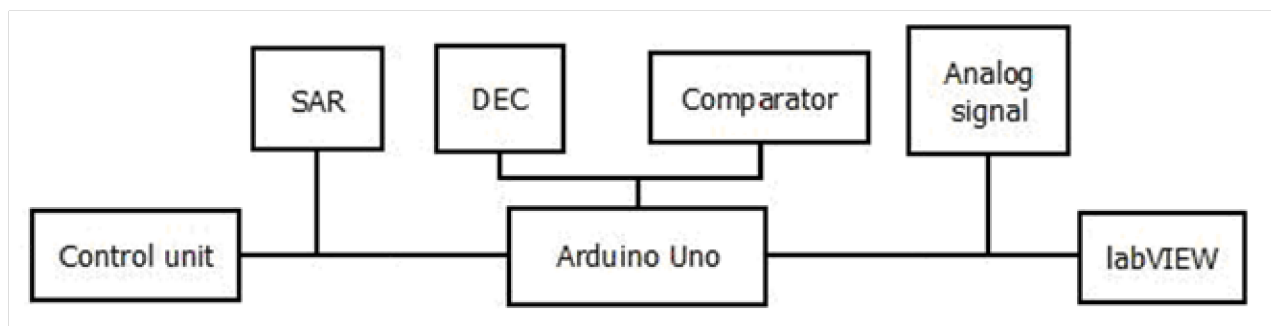 SAR
DEC
Comparator
Analog
signal
Control unit
Arduino Uno
labVIEW